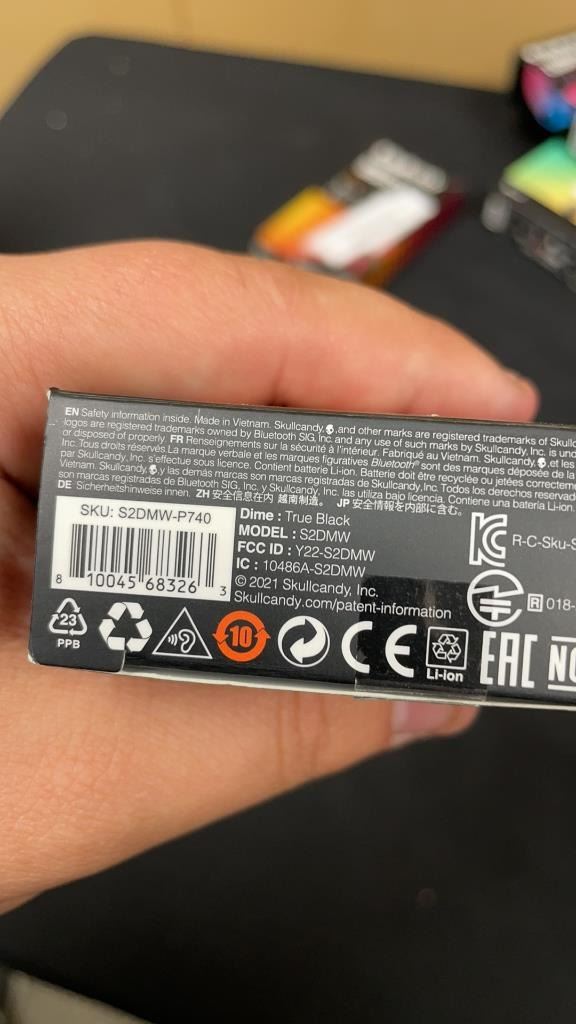 EN Safety information inside. Made in Vietnam. Skullcandy, and other marks are registered trademarks of Skullc
logos are registered trademarks owned by Bluetooth SIG, Inc. and any use of such marks by Skullcandy, Inc. is und
or disposed of properly. FR Renseignements sur la sécurité à l'intérieur. Fabriqué au Vietnam. Skullcandy, et les
Inc. Tous droits réservés. La marque verbale et les marques figuratives Bluetooth® sont des marques déposées de la
par Skullcandy, Inc. s'effectue sous licence. Contient batterie Li-ion. Batterie doit être recyclée ou jetées correctemen
Vietnam. Skullcandy, y las demás marcas son marcas registradas de Skullcandy, Inc. Todos los derechos reservado
son marcas registradas de Bluetooth SIG, Inc, y Skullcandy, Inc. las utiliza bajo licencia. Contiene una batería Li-ion.
DE Sicherheitshinweise innen. ZH 安全信息在内 越南制造。 JP 安全情報を内部に含む。
SKU: S2DMW-P740
8 10045 68326 3
Dime : True Black
MODEL : S2DMW
FCC ID : Y22-S2DMW
IC : 10486A-S2DMW
© 2021 Skullcandy, Inc.
Skullcandy.com/patent-information
R-C-Sku-S
R 018-
23
PPB
10
CE
Li-ion
EAC